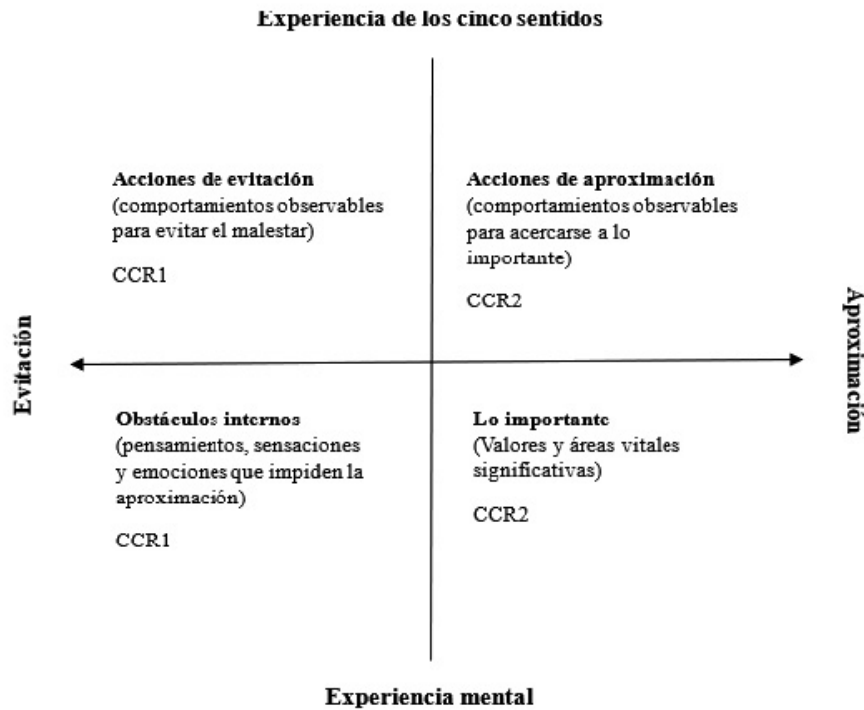 Experiencia de los cinco sentidos
Acciones de evitación
(comportamientos observables
para evitar el malestar)
CCR1
Acciones de aproximación
(comportamientos observables
para acercarse a lo
importante)
CCR2
Evitación
Aproximación
Obstáculos internos
(pensamientos, sensaciones
y emociones que impiden la
aproximación)
CCR1
Lo importante
(Valores y áreas vitales
significativas)
CCR2
Experiencia mental